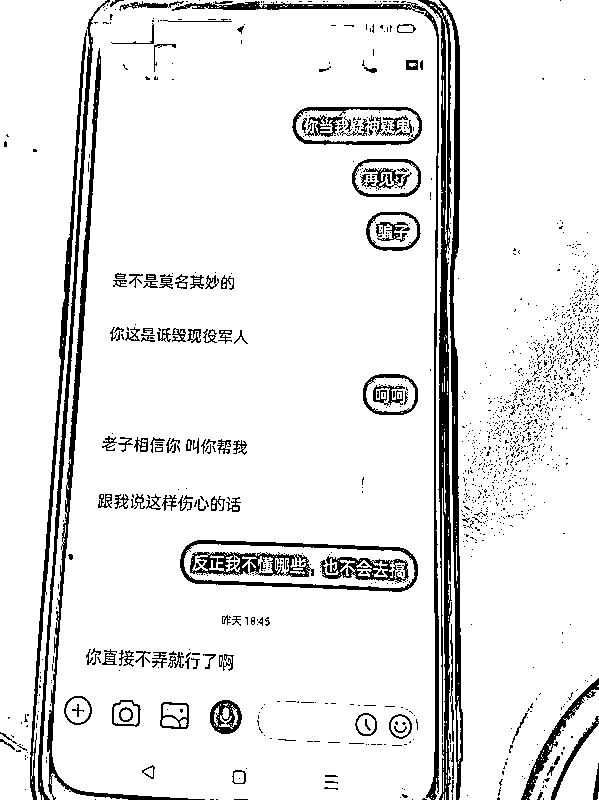 你当我是神经鬼
再见了
骗子
是不是莫名其妙的
你这是诋毁现役军人
呵呵
老子相信你 叫你帮我
跟我说这样伤心的话
反正我不懂哪些，也不会去搞
昨天 18:45
你直接不弄就行了啊